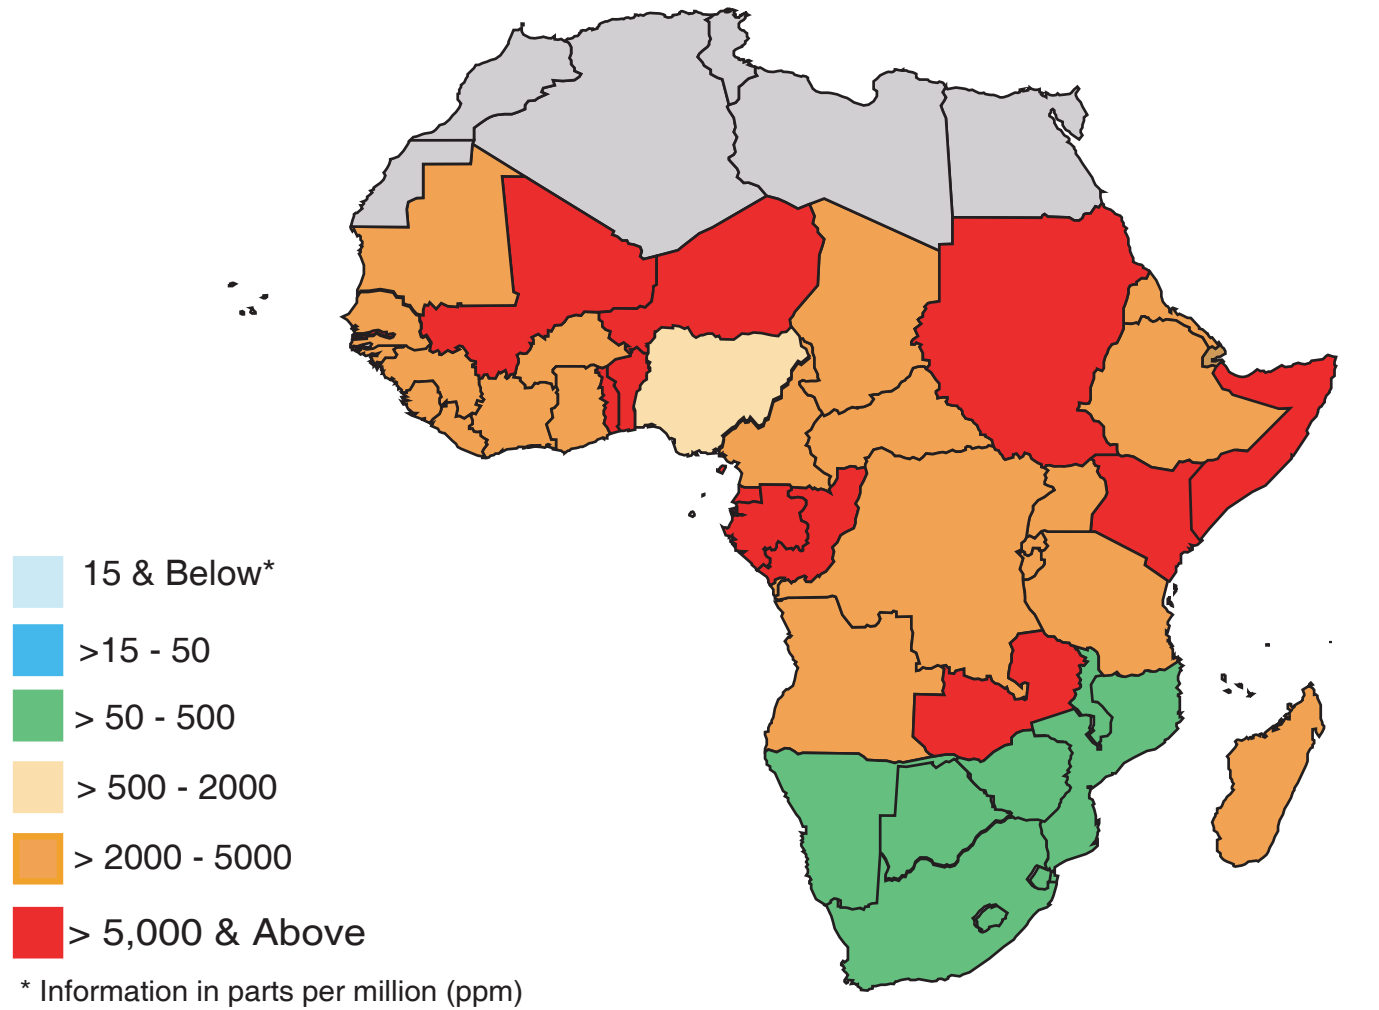 15 & Below*
>15 - 50
> 50 - 500
> 500 - 2000
> 2000 - 5000
> 5,000 & Above
* Information in parts per million (ppm)